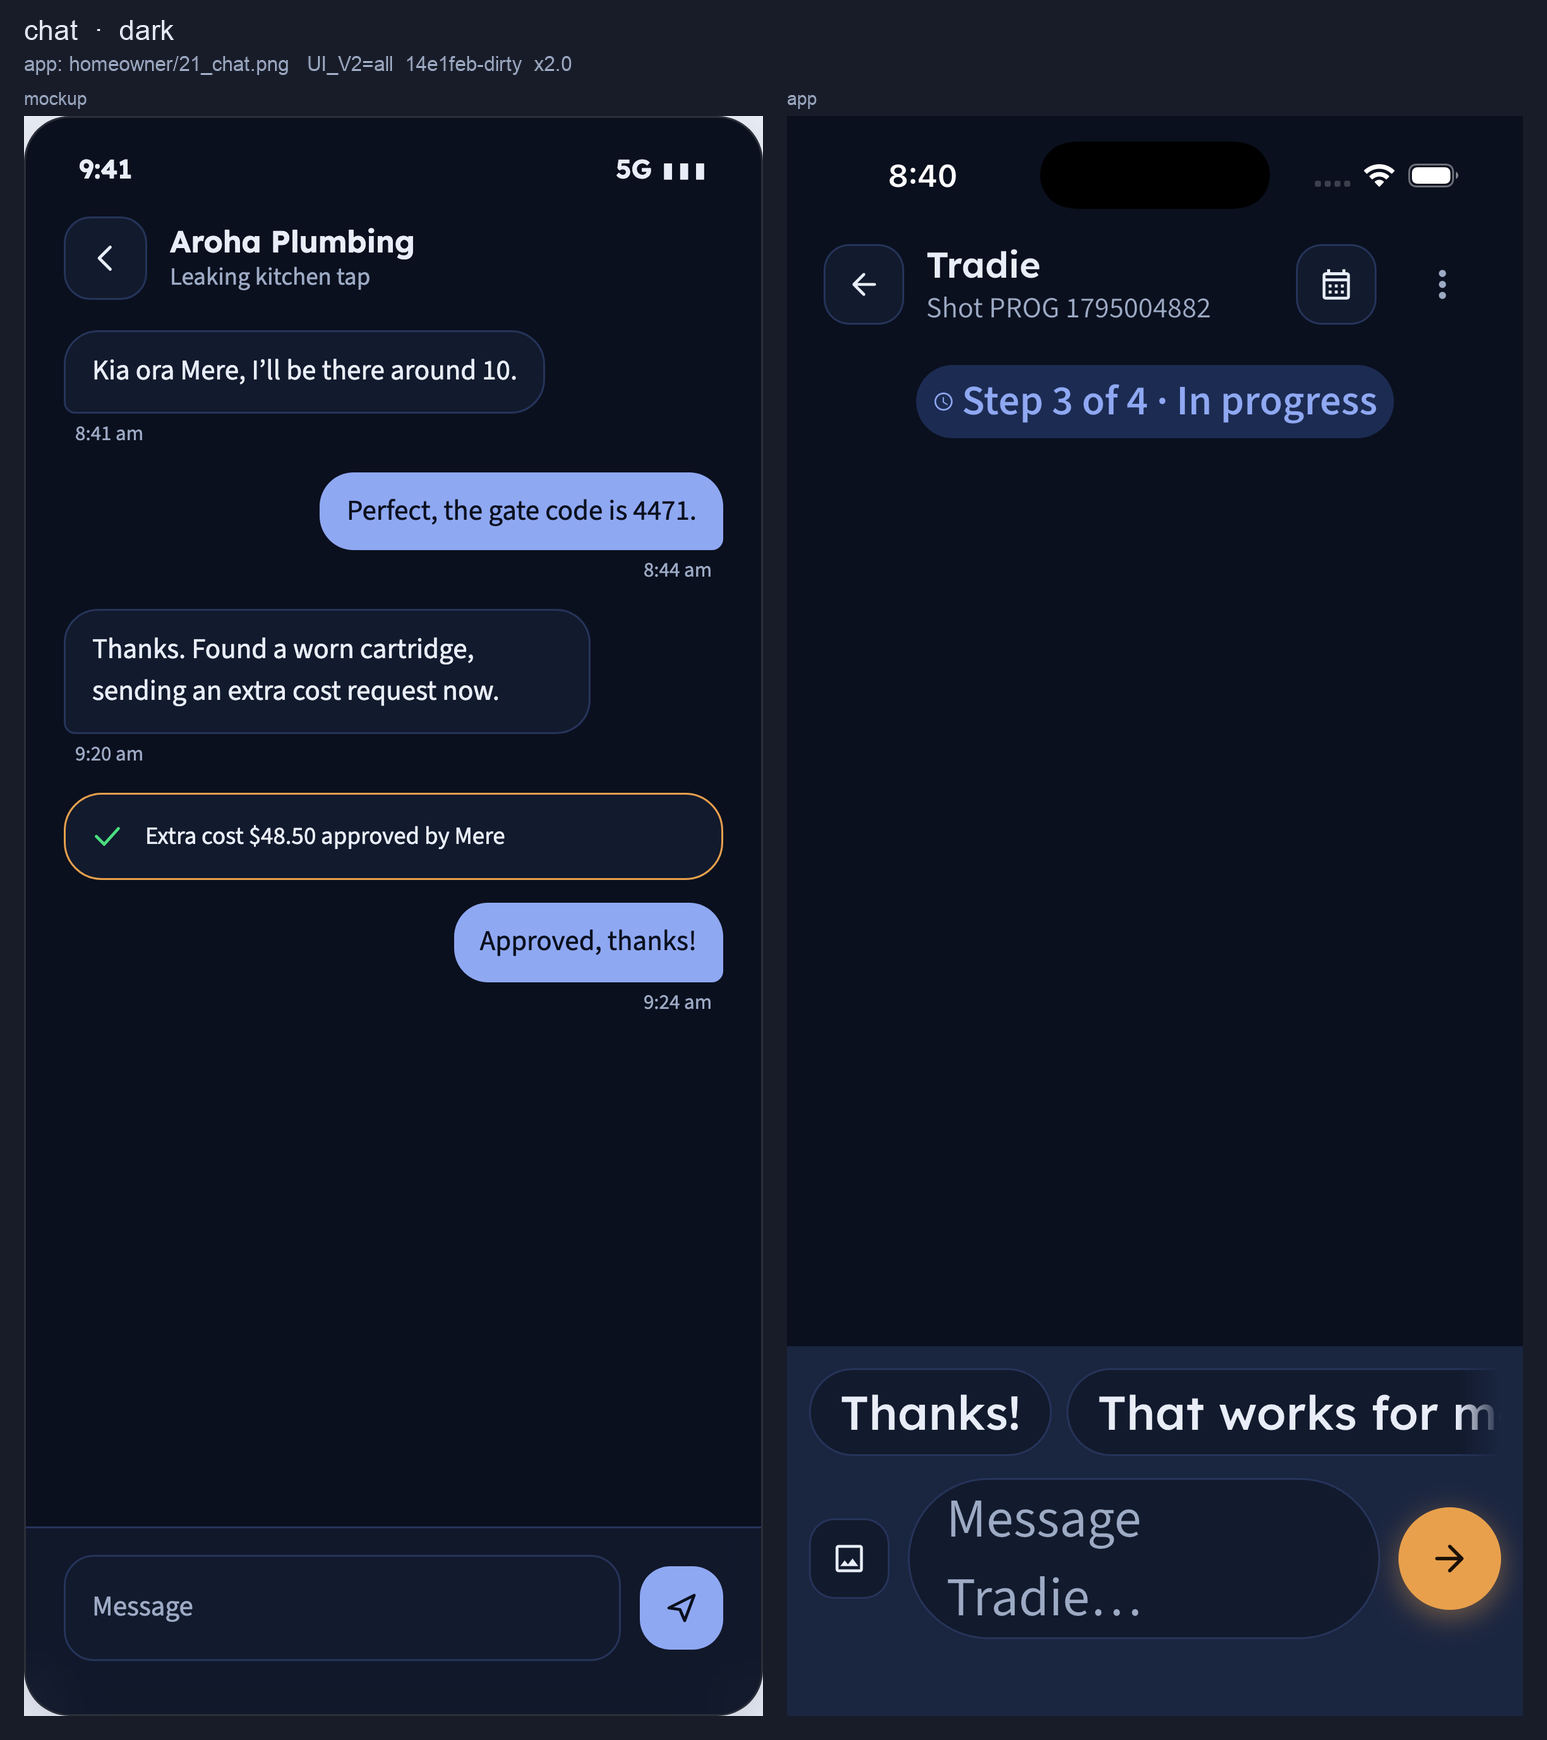 chat · dark
app: homeowner/21_chat.png UI_V2=all 14e1feb-dirty x2.0
mockup
9:41
5G
Aroha Plumbing
Leaking kitchen tap
Kia ora Mere, I’ll be there around 10.
8:41 am
Perfect, the gate code is 4471.
8:44 am
Thanks. Found a worn cartridge,
sending an extra cost request now.
9:20 am
Extra cost $48.50 approved by Mere
Approved, thanks!
9:24 am
Message
app
8:40
Tradie
Shot PROG 1795004882
Step 3 of 4 · In progress
Thanks!
That works for m
Message
Tradie…